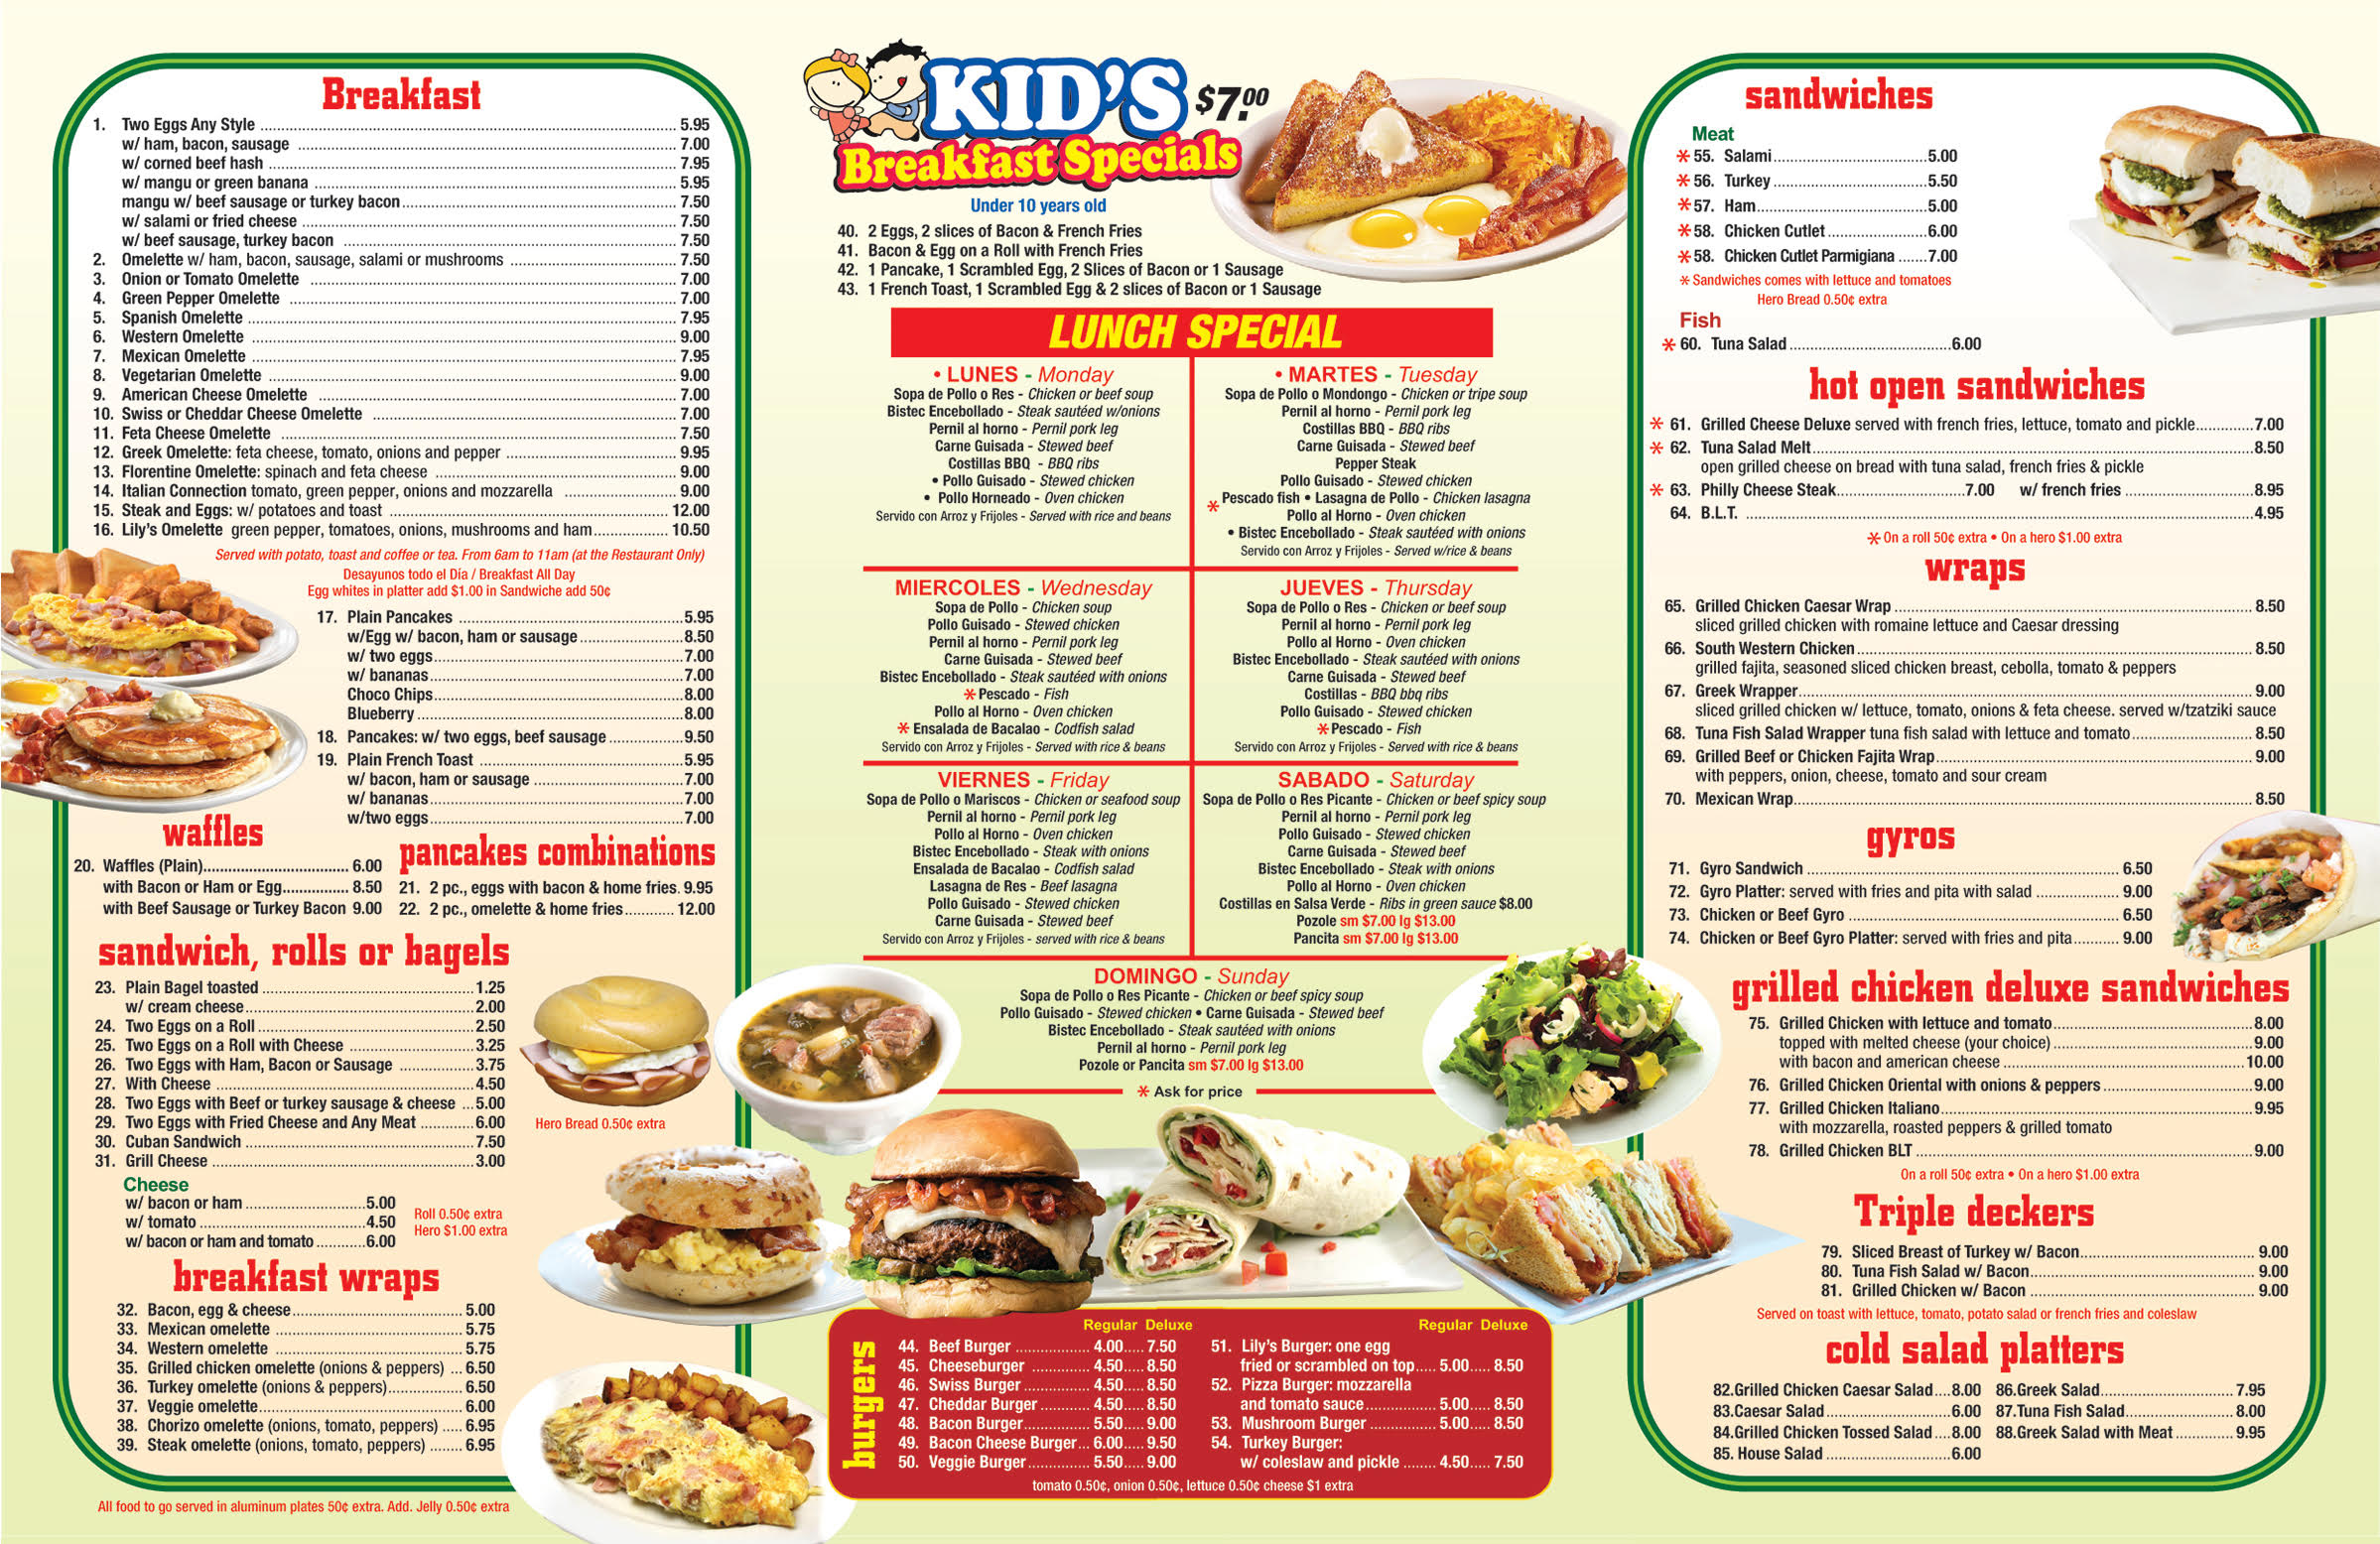 Breakfast
1. Two Eggs Any Style 5.95
w/ ham, bacon, sausage 7.00
w/ corned beef hash 7.95
w/ mangu or green banana 5.95
mangu w/ beef sausage or turkey bacon 7.50
w/ salami or fried cheese 7.50
w/ beef sausage, turkey bacon 7.50
2. Omelette w/ ham, bacon, sausage, salami or mushrooms 7.50
3. Onion or Tomato Omelette 7.00
4. Green Pepper Omelette 7.00
5. Spanish Omelette 7.95
6. Western Omelette 9.00
7. Mexican Omelette 7.95
8. Vegetarian Omelette 9.00
9. American Cheese Omelette 7.00
10. Swiss or Cheddar Cheese Omelette 7.00
11. Feta Cheese Omelette 7.50
12. Greek Omelette: feta cheese, tomato, onions and pepper 9.95
13. Florentine Omelette: spinach and feta cheese 9.00
14. Italian Connection tomato, green pepper, onions and mozzarella 9.00
15. Steak and Eggs: w/ potatoes and toast 12.00
16. Lily's Omelette green pepper, tomatoes, onions, mushrooms and ham 10.50
Served with potato, toast and coffee or tea. From 6am to 11am (at the Restaurant Only)
Desayunos todo el Día / Breakfast All Day
Egg whites in platter add $1.00 in Sandwiche add 50¢
17. Plain Pancakes 5.95
w/Egg w/ bacon, ham or sausage 8.50
w/ two eggs 7.00
w/ bananas 7.00
Choco Chips 8.00
Blueberry 8.00
18. Pancakes: w/ two eggs, beef sausage 9.50
19. Plain French Toast 5.95
w/ bacon, ham or sausage 7.00
w/ bananas 7.00
w/two eggs 7.00
waffles
20. Waffles (Plain) 6.00
with Bacon or Ham or Egg 8.50
with Beef Sausage or Turkey Bacon 9.00
pancakes combinations
21. 2 pc., eggs with bacon & home fries. 9.95
22. 2 pc., omelette & home fries 12.00
sandwich, rolls or bagels
23. Plain Bagel toasted 1.25
w/ cream cheese 2.00
24. Two Eggs on a Roll 2.50
25. Two Eggs on a Roll with Cheese 3.25
26. Two Eggs with Ham, Bacon or Sausage 3.75
27. With Cheese 4.50
28. Two Eggs with Beef or turkey sausage & cheese 5.00
29. Two Eggs with Fried Cheese and Any Meat 6.00
30. Cuban Sandwich 7.50
31. Grill Cheese 3.00
Hero Bread 0.50¢ extra
Cheese
w/ bacon or ham 5.00
w/ tomato 4.50
w/ bacon or ham and tomato 6.00
Roll 0.50¢ extra
Hero $1.00 extra
breakfast wraps
32. Bacon, egg & cheese 5.00
33. Mexican omelette 5.75
34. Western omelette 5.75
35. Grilled chicken omelette (onions & peppers) 6.50
36. Turkey omelette (onions & peppers) 6.50
37. Veggie omelette 6.00
38. Chorizo omelette (onions, tomato, peppers) 6.95
39. Steak omelette (onions, tomato, peppers) 6.95
All food to go served in aluminum plates 50¢ extra. Add. Jelly 0.50¢ extra
KID'S $7.00
Breakfast Specials
Under 10 years old
40. 2 Eggs, 2 slices of Bacon & French Fries
41. Bacon & Egg on a Roll with French Fries
42. 1 Pancake, 1 Scrambled Egg, 2 Slices of Bacon or 1 Sausage
43. 1 French Toast, 1 Scrambled Egg & 2 slices of Bacon or 1 Sausage
LUNCH SPECIAL
• LUNES - Monday
Sopa de Pollo o Res - Chicken or beef soup
Bistec Encebollado - Steak sautéed w/onions
Pernil al horno - Pernil pork leg
Carne Guisada - Stewed beef
Costillas BBQ - BBQ ribs
• Pollo Guisado - Stewed chicken
• Pollo Horneado - Oven chicken
Servido con Arroz y Frijoles - Served with rice and beans
• MARTES - Tuesday
Sopa de Pollo o Mondongo - Chicken or tripe soup
Pernil al horno - Pernil pork leg
Costillas BBQ - BBQ ribs
Carne Guisada - Stewed beef
Pepper Steak
Pollo Guisado - Stewed chicken
* Pescado fish • Lasagna de Pollo - Chicken lasagna
Pollo al Horno - Oven chicken
• Bistec Encebollado - Steak sautéed with onions
Servido con Arroz y Frijoles - Served w/rice & beans
MIERCOLES - Wednesday
Sopa de Pollo - Chicken soup
Pollo Guisado - Stewed chicken
Pernil al horno - Pernil pork leg
Carne Guisada - Stewed beef
Bistec Encebollado - Steak sautéed with onions
* Pescado - Fish
Pollo al Horno - Oven chicken
* Ensalada de Bacalao - Codfish salad
Servido con Arroz y Frijoles - Served with rice & beans
JUEVES - Thursday
Sopa de Pollo o Res - Chicken or beef soup
Pernil al horno - Pernil pork leg
Pollo al Horno - Oven chicken
Bistec Encebollado - Steak sautéed with onions
Carne Guisada - Stewed beef
Costillas - BBQ bbq ribs
Pollo Guisado - Stewed chicken
* Pescado - Fish
Servido con Arroz y Frijoles - Served with rice & beans
VIERNES - Friday
Sopa de Pollo o Mariscos - Chicken or seafood soup
Pernil al horno - Pernil pork leg
Pollo al Horno - Oven chicken
Bistec Encebollado - Steak with onions
Ensalada de Bacalao - Codfish salad
Lasagna de Res - Beef lasagna
Pollo Guisado - Stewed chicken
Carne Guisada - Stewed beef
Servido con Arroz y Frijoles - served with rice & beans
SABADO - Saturday
Sopa de Pollo o Res Picante - Chicken or beef spicy soup
Pernil al horno - Pernil pork leg
Pollo Guisado - Stewed chicken
Carne Guisada - Stewed beef
Bistec Encebollado - Steak with onions
Pollo al Horno - Oven chicken
Costillas en Salsa Verde - Ribs in green sauce $8.00
Pozole sm $7.00 lg $13.00
Pancita sm $7.00 lg $13.00
DOMINGO - Sunday
Sopa de Pollo o Res Picante - Chicken or beef spicy soup
Pollo Guisado - Stewed chicken • Carne Guisada - Stewed beef
Bistec Encebollado - Steak sautéed with onions
Pernil al horno - Pernil pork leg
Pozole or Pancita sm $7.00 lg $13.00
* Ask for price
burgers
Regular Deluxe
44. Beef Burger 4.00 7.50
45. Cheeseburger 4.50 8.50
46. Swiss Burger 4.50 8.50
47. Cheddar Burger 4.50 8.50
48. Bacon Burger 5.50 9.00
49. Bacon Cheese Burger 6.00 9.50
50. Veggie Burger 5.50 9.00
Regular Deluxe
51. Lily's Burger: one egg
fried or scrambled on top 5.00 8.50
52. Pizza Burger: mozzarella
and tomato sauce 5.00 8.50
53. Mushroom Burger 5.00 8.50
54. Turkey Burger:
w/ coleslaw and pickle 4.50 7.50
tomato 0.50¢, onion 0.50¢, lettuce 0.50¢ cheese $1 extra
sandwiches
Meat
* 55. Salami 5.00
* 56. Turkey 5.50
* 57. Ham 5.00
* 58. Chicken Cutlet 6.00
* 58. Chicken Cutlet Parmigiana 7.00
* Sandwiches comes with lettuce and tomatoes
Hero Bread 0.50¢ extra
Fish
* 60. Tuna Salad 6.00
hot open sandwiches
* 61. Grilled Cheese Deluxe served with french fries, lettuce, tomato and pickle 7.00
* 62. Tuna Salad Melt 8.50
open grilled cheese on bread with tuna salad, french fries & pickle
* 63. Philly Cheese Steak 7.00 w/ french fries 8.95
64. B.L.T. 4.95
* On a roll 50¢ extra • On a hero $1.00 extra
wraps
65. Grilled Chicken Caesar Wrap 8.50
sliced grilled chicken with romaine lettuce and Caesar dressing
66. South Western Chicken 8.50
grilled fajita, seasoned sliced chicken breast, cebolla, tomato & peppers
67. Greek Wrapper 9.00
sliced grilled chicken w/ lettuce, tomato, onions & feta cheese. served w/tzatziki sauce
68. Tuna Fish Salad Wrapper tuna fish salad with lettuce and tomato 8.50
69. Grilled Beef or Chicken Fajita Wrap 9.00
with peppers, onion, cheese, tomato and sour cream
70. Mexican Wrap 8.50
gyros
71. Gyro Sandwich 6.50
72. Gyro Platter: served with fries and pita with salad 9.00
73. Chicken or Beef Gyro 6.50
74. Chicken or Beef Gyro Platter: served with fries and pita 9.00
grilled chicken deluxe sandwiches
75. Grilled Chicken with lettuce and tomato 8.00
topped with melted cheese (your choice) 9.00
with bacon and american cheese 10.00
76. Grilled Chicken Oriental with onions & peppers 9.00
77. Grilled Chicken Italiano 9.95
with mozzarella, roasted peppers & grilled tomato
78. Grilled Chicken BLT 9.00
On a roll 50¢ extra • On a hero $1.00 extra
Triple deckers
79. Sliced Breast of Turkey w/ Bacon 9.00
80. Tuna Fish Salad w/ Bacon 9.00
81. Grilled Chicken w/ Bacon 9.00
Served on toast with lettuce, tomato, potato salad or french fries and coleslaw
cold salad platters
82.Grilled Chicken Caesar Salad 8.00
83.Caesar Salad 6.00
84.Grilled Chicken Tossed Salad 8.00
85. House Salad 6.00
86.Greek Salad 7.95
87.Tuna Fish Salad 8.00
88.Greek Salad with Meat 9.95